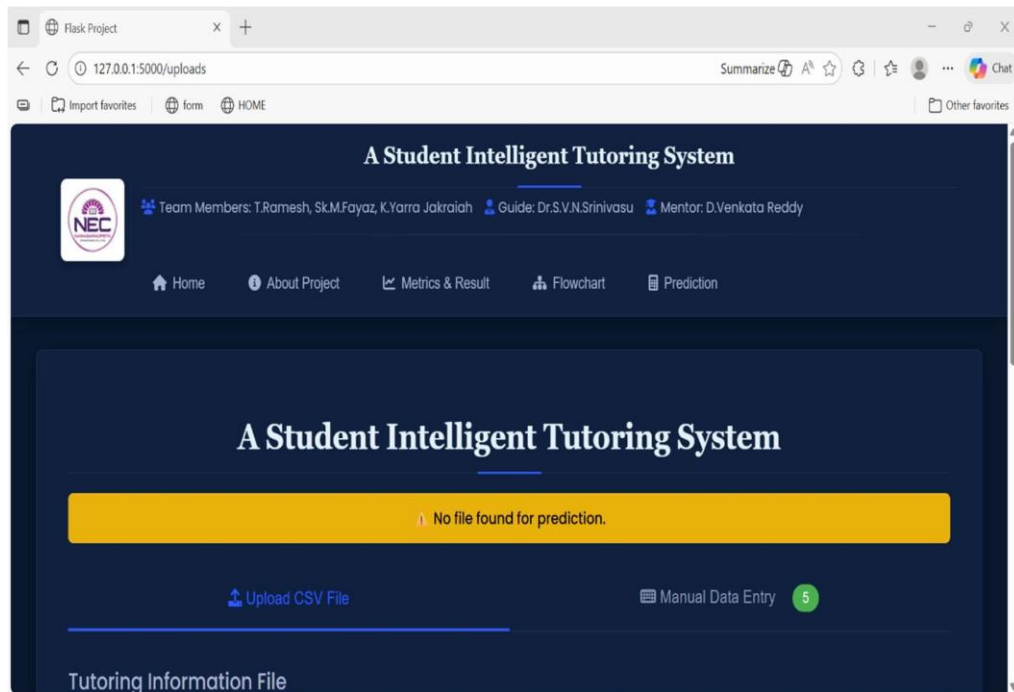 Flask Project
127.0.0.1:5000/uploads
Summarize
Chat
Import favorites form HOME Other favorites
A Student Intelligent Tutoring System
NEC
Team Members: T.Ramesh, Sk.M.Fayaz, K.Yarra Jakraiah Guide: Dr.S.V.N.Srinivasu Mentor: D.Venkata Reddy
Home About Project Metrics & Result Flowchart Prediction
A Student Intelligent Tutoring System
No file found for prediction.
Upload CSV File Manual Data Entry 5
Tutoring Information File